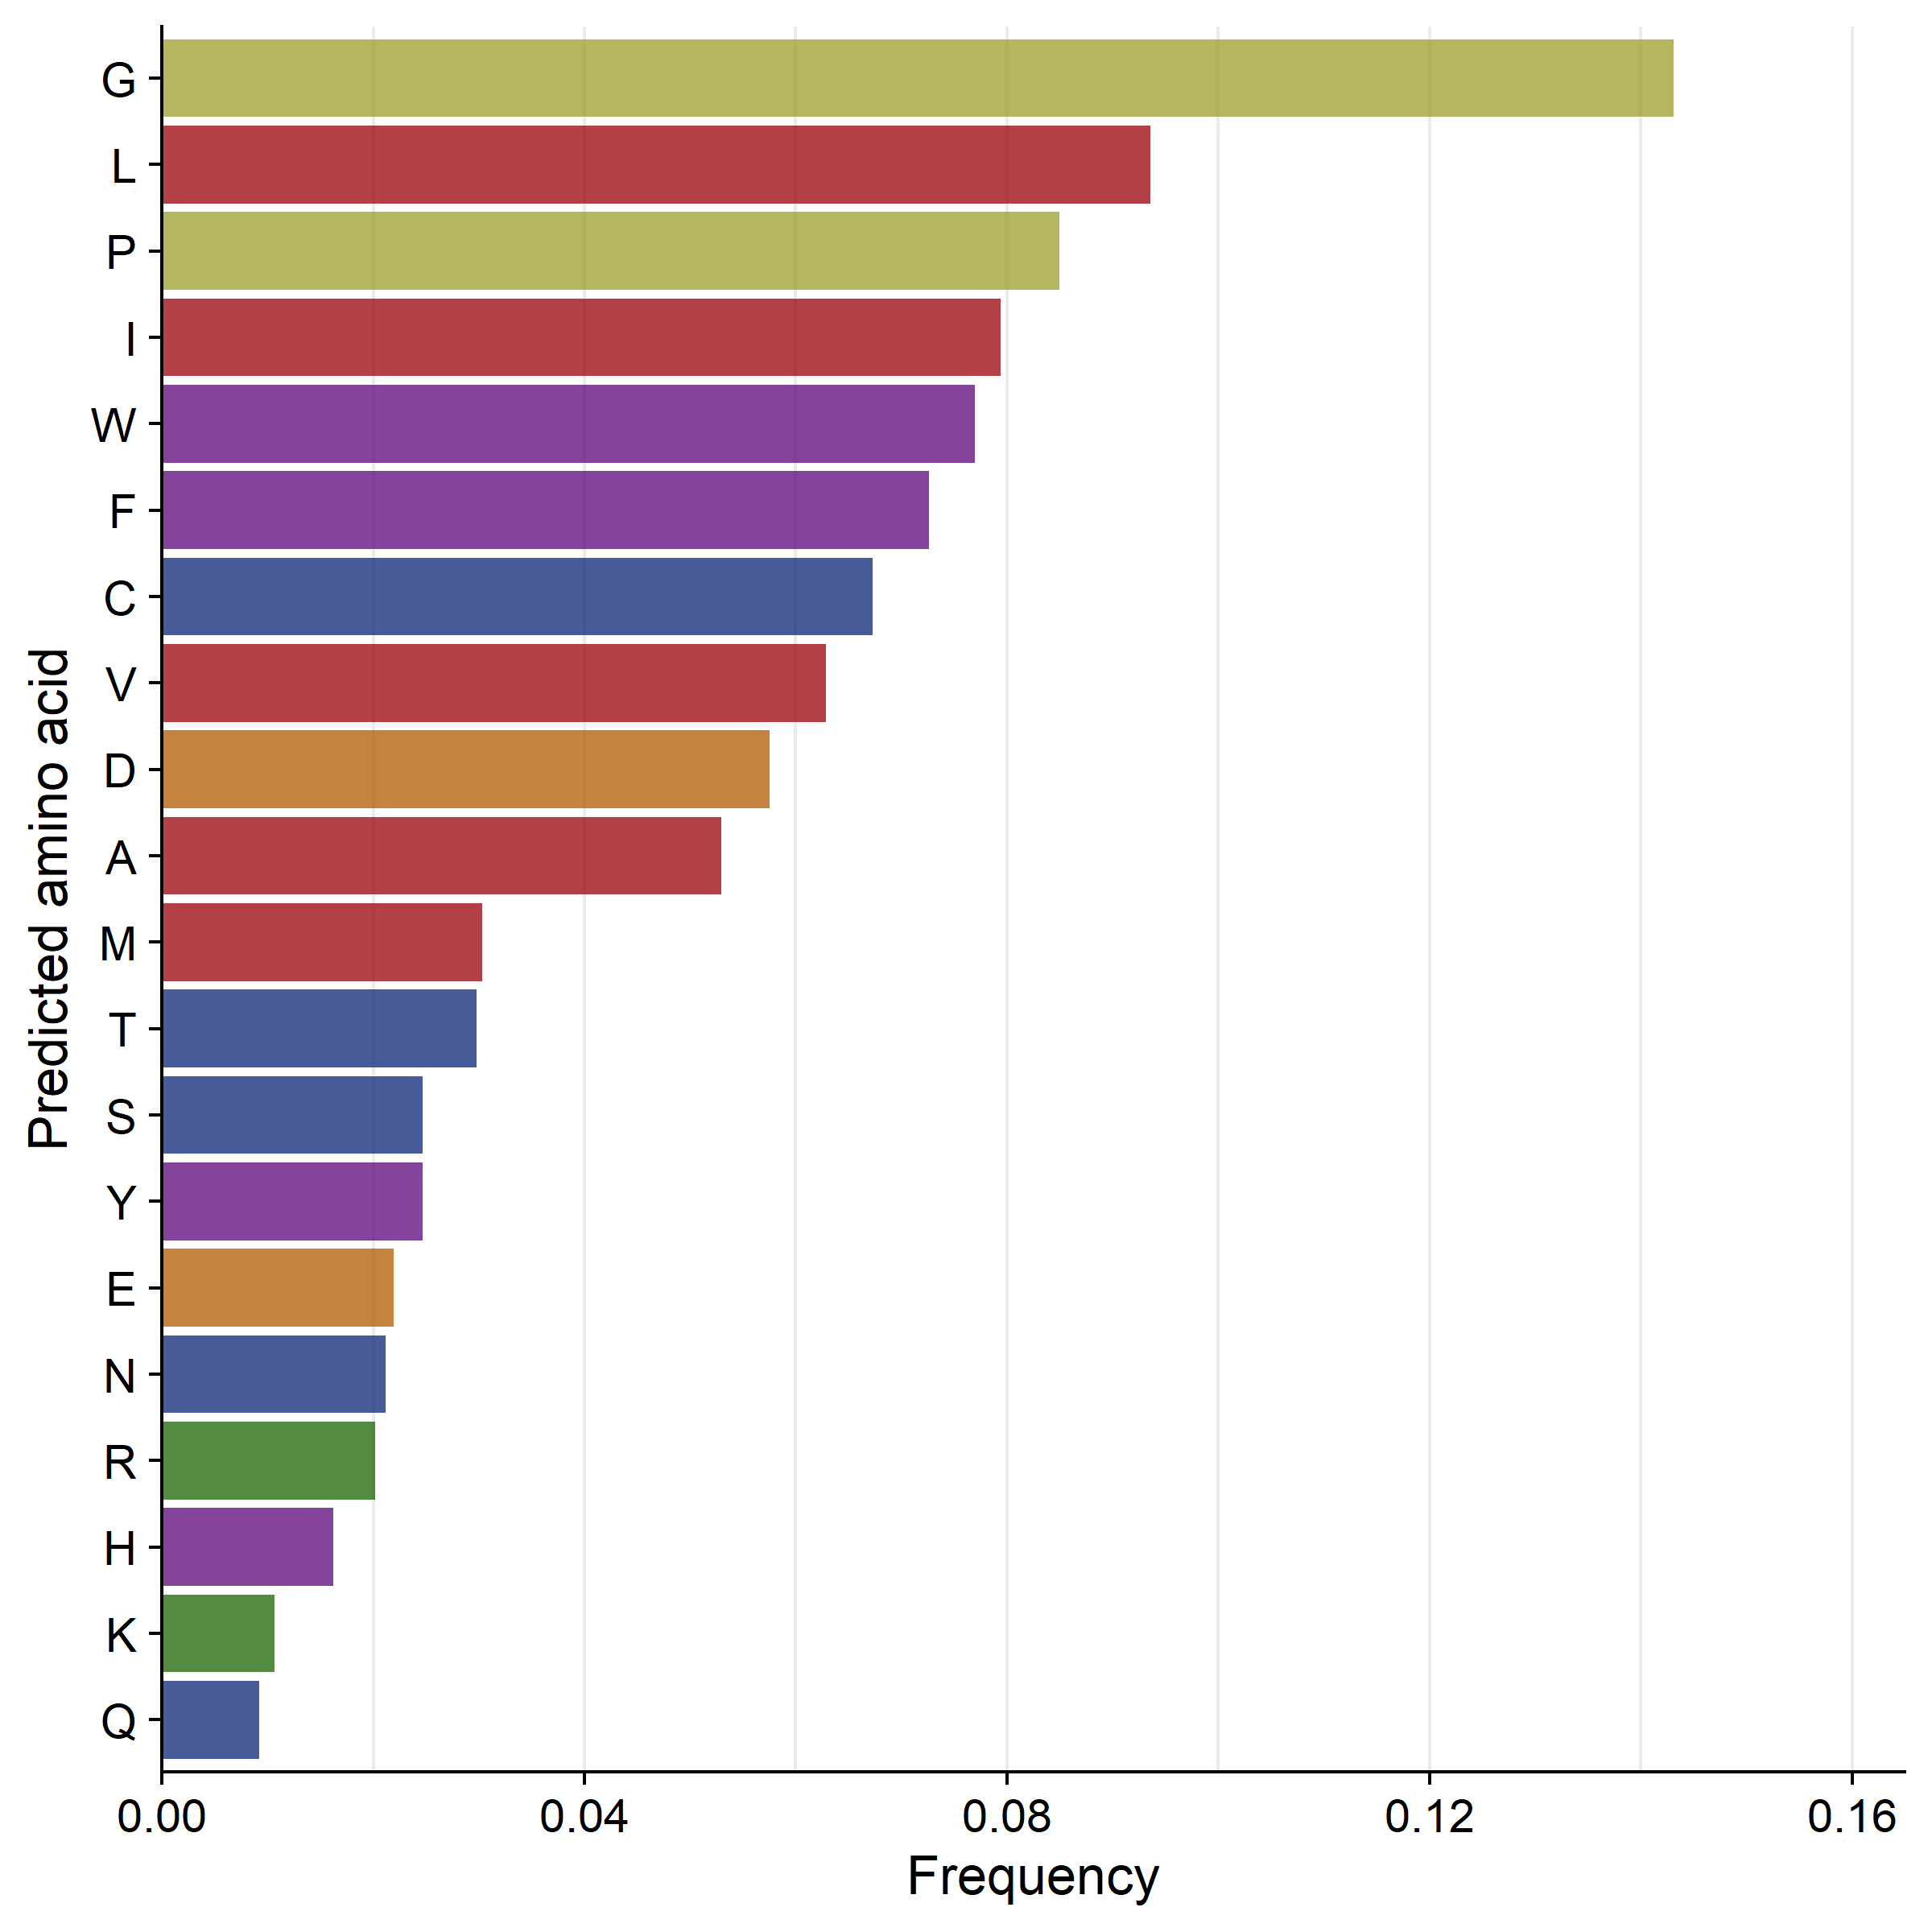 G
L
P
I
W
F
C
V
D
A
M
T
S
Y
E
N
R
H
K
Q
Predicted amino acid
0.00 0.04 0.08 0.12 0.16
Frequency